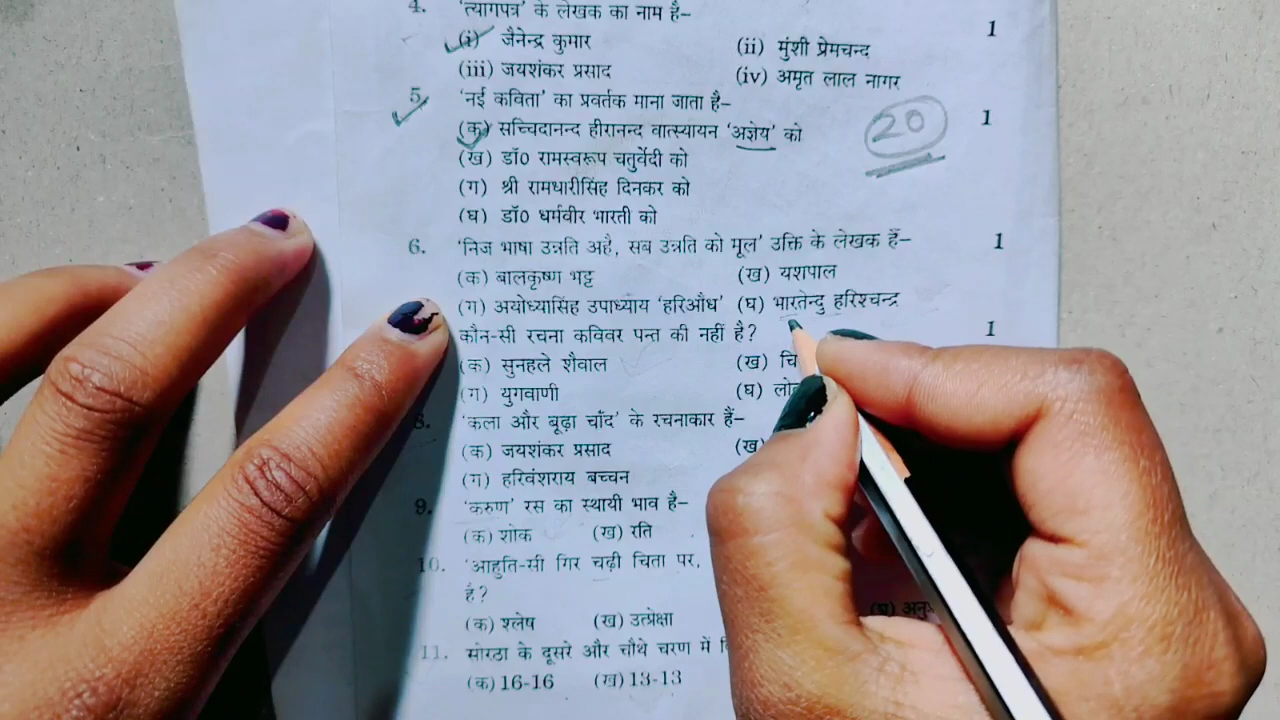 4. 'त्यागपत्र' के लेखक का नाम है– 1
(i) जैनेन्द्र कुमार (ii) मुंशी प्रेमचन्द
(iii) जयशंकर प्रसाद (iv) अमृत लाल नागर
5. 'नई कविता' का प्रवर्तक माना जाता है– 1
(क) सच्चिदानन्द हीरानन्द वात्स्यायन 'अज्ञेय' को 20
(ख) डॉ0 रामस्वरूप चतुर्वेदी को
(ग) श्री रामधारीसिंह दिनकर को
(घ) डॉ0 धर्मवीर भारती को
6. 'निज भाषा उन्नति अहै, सब उन्नति को मूल' उक्ति के लेखक हैं– 1
(क) बालकृष्ण भट्ट (ख) यशपाल
(ग) अयोध्यासिंह उपाध्याय 'हरिऔध' (घ) भारतेन्दु हरिश्चन्द्र
कौन-सी रचना कविवर पन्त की नहीं है? 1
(क) सुनहले शैवाल (ख)
(ग) युगवाणी (घ)
8. 'कला और बूढ़ा चाँद' के रचनाकार हैं–
(क) जयशंकर प्रसाद (ख)
(ग) हरिवंशराय बच्चन
9. 'करुण' रस का स्थायी भाव है–
(क) शोक (ख) रति
10. 'आहुति-सी गिर चढ़ी चिता पर,
है?
(क) श्लेष (ख) उत्प्रेक्षा (घ)
11. सोरठा के दूसरे और चौथे चरण में
(क) 16-16 (ख) 13-13